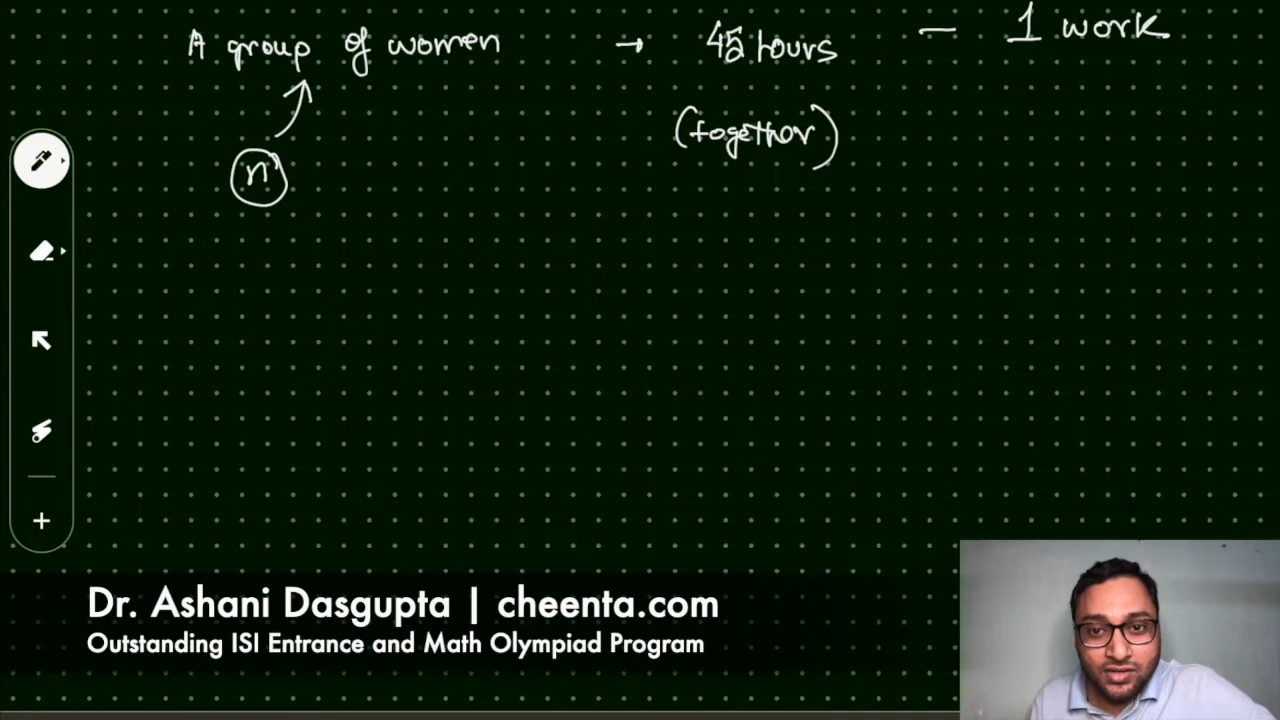 A group of women → 45 hours — 1 work
(together)
n
Dr. Ashani Dasgupta | cheenta.com
Outstanding ISI Entrance and Math Olympiad Program